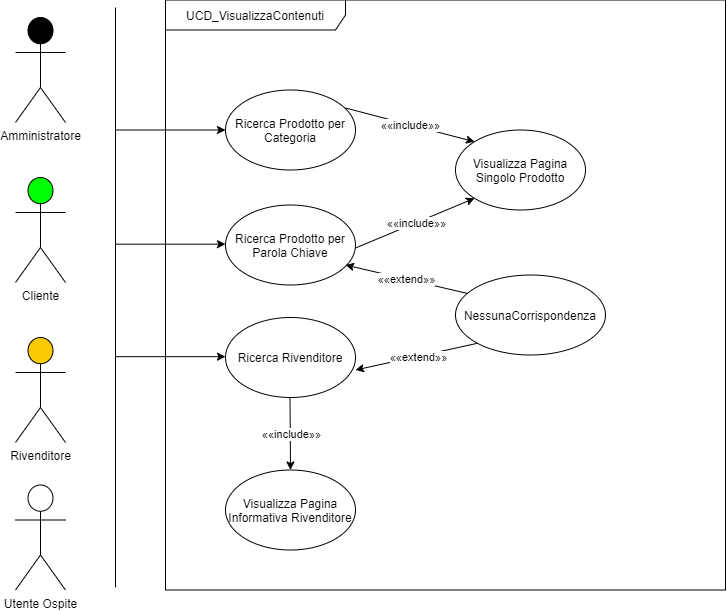 UCD_VisualizzaContenuti
Amministratore
Ricerca Prodotto per
Categoria
««include»»
Visualizza Pagina
Singolo Prodotto
Cliente
Ricerca Prodotto per
Parola Chiave
««include»»
««extend»»
NessunaCorrispondenza
Rivenditore
Ricerca Rivenditore
««extend»»
««include»»
Visualizza Pagina
Informativa Rivenditore
Utente Ospite